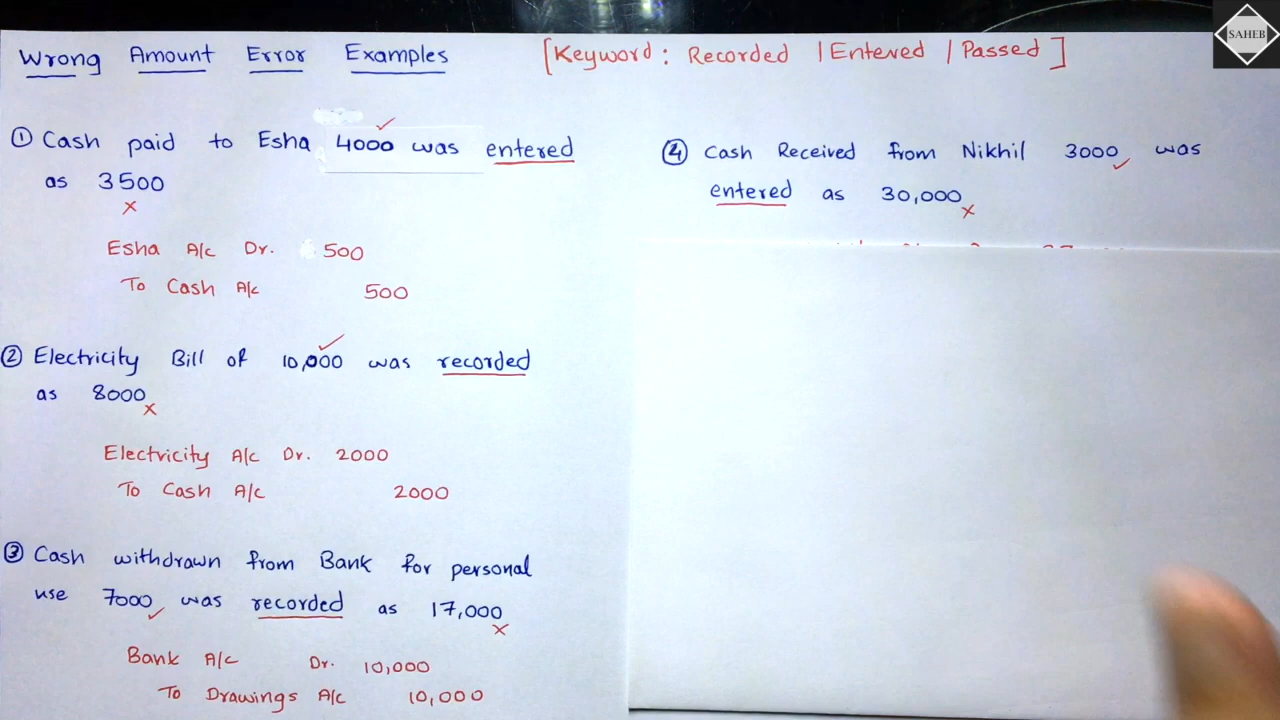 Wrong Amount Error Examples [Keyword: Recorded | Entered | Passed]
SAHEB
① Cash paid to Esha 4000 was entered
as 3500
Esha A/c Dr. 500
To Cash A/c 500
② Electricity Bill of 10,000 was recorded
as 8000
Electricity A/c Dr. 2000
To Cash A/c 2000
③ Cash withdrawn from Bank for personal
use 7000 was recorded as 17,000
Bank A/c Dr. 10,000
To Drawings A/c 10,000
④ Cash Received from Nikhil 3000 was
entered as 30,000